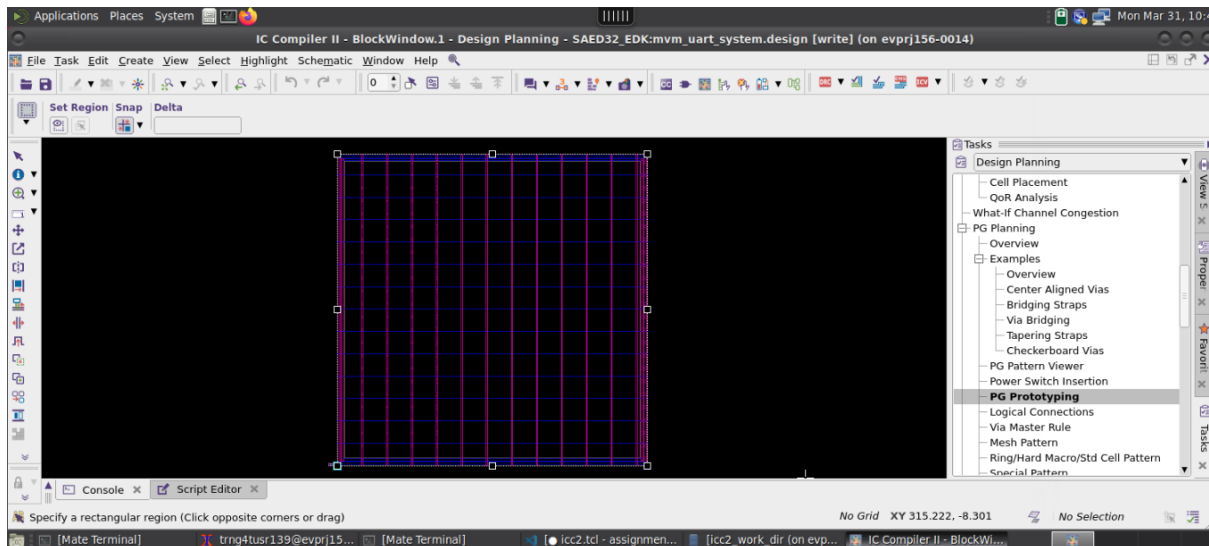 Applications Places System
Mon Mar 31, 10:4
IC Compiler II - BlockWindow.1 - Design Planning - SAED32_EDK:mvm_uart_system.design [write] (on evprj156-0014)
File Task Edit Create View Select Highlight Schematic Window Help
0
Set Region Snap Delta
Tasks
Design Planning
Cell Placement
QoR Analysis
What-If Channel Congestion
PG Planning
Overview
Examples
Overview
Center Aligned Vias
Bridging Straps
Via Bridging
Tapering Straps
Checkerboard Vias
PG Pattern Viewer
Power Switch Insertion
PG Prototyping
Logical Connections
Via Master Rule
Mesh Pattern
Ring/Hard Macro/Std Cell Pattern
Special Pattern
View 5
Proper
Favorit
Tasks
Console
Script Editor
Specify a rectangular region (Click opposite corners or drag)
No Grid XY 315.222, -8.301
No Selection
[Mate Terminal]
trng4tusr139@evprj15...
[Mate Terminal]
[● icc2.tcl - assignmen...
[icc2_work_dir (on evp...
IC Compiler II - BlockWi...